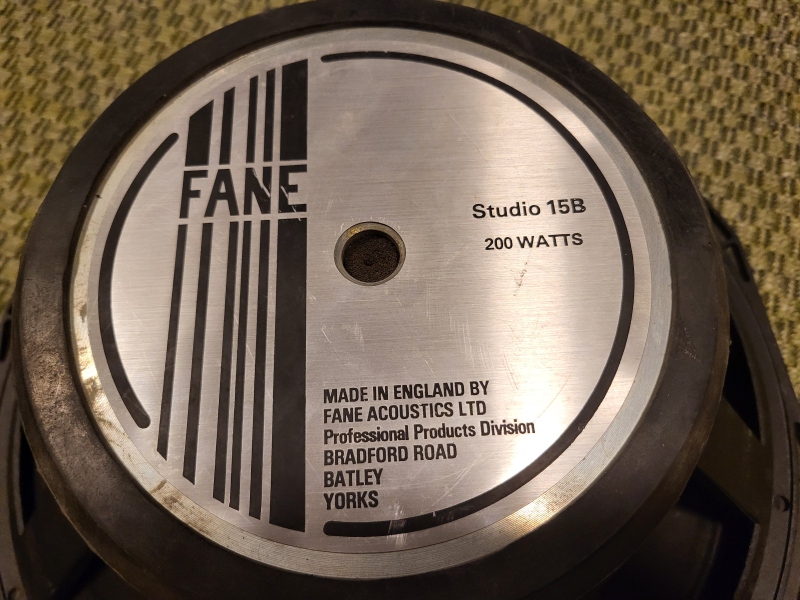 FANE
Studio 15B
200 WATTS
MADE IN ENGLAND BY
FANE ACOUSTICS LTD
Professional Products Division
BRADFORD ROAD
BATLEY
YORKS